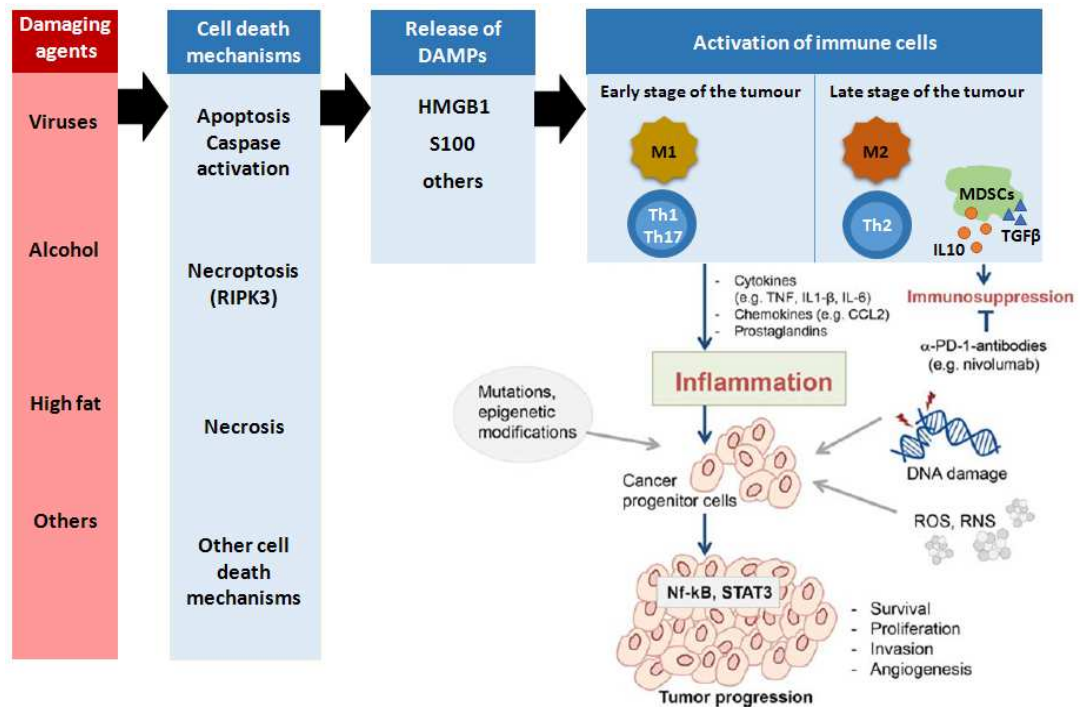 Damaging
agents
Viruses
Alcohol
High fat
Others
Cell death
mechanisms
Apoptosis
Caspase
activation
Necroptosis
(RIPK3)
Necrosis
Other cell
death
mechanisms
Release of
DAMPs
HMGB1
S100
others
Activation of immune cells
Early stage of the tumour
M1
Th1
Th17
Late stage of the tumour
M2
Th2
MDSCs
TGFβ
IL10
- Cytokines
(e.g. TNF, IL1-β, IL-6)
- Chemokines (e.g. CCL2)
- Prostaglandins
Immunosuppression
α-PD-1-antibodies
(e.g. nivolumab)
Inflammation
Mutations,
epigenetic
modifications
Cancer
progenitor cells
DNA damage
ROS, RNS
Nf-kB, STAT3
- Survival
- Proliferation
- Invasion
- Angiogenesis
Tumor progression